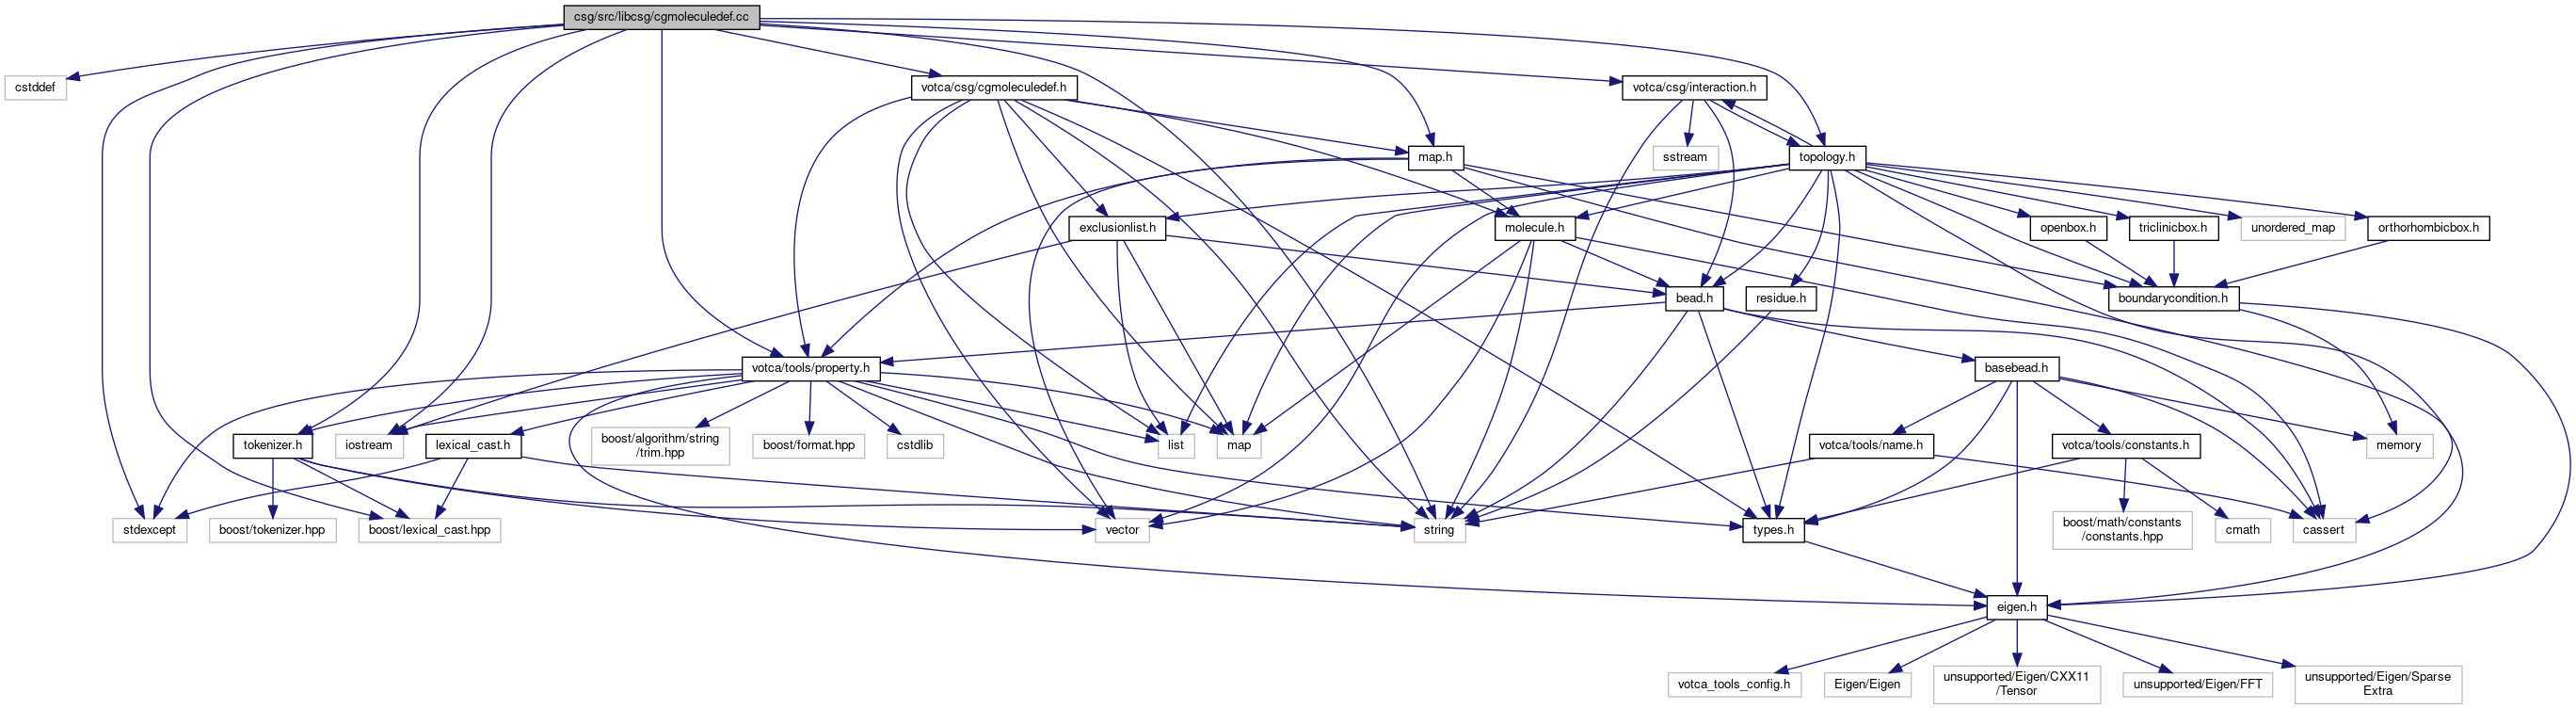 csg/src/libcsg/cgmoleculedef.cc
cstddef
votca/csg/cgmoleculedef.h
votca/csg/interaction.h
map.h
sstream
topology.h
exclusionlist.h
molecule.h
openbox.h
triclinicbox.h
unordered_map
orthorhombicbox.h
bead.h
residue.h
boundarycondition.h
votca/tools/property.h
basebead.h
tokenizer.h
iostream
lexical_cast.h
boost/algorithm/string
/trim.hpp
boost/format.hpp
cstdlib
list
map
votca/tools/name.h
votca/tools/constants.h
memory
stdexcept
boost/tokenizer.hpp
boost/lexical_cast.hpp
vector
string
types.h
boost/math/constants
/constants.hpp
cmath
cassert
eigen.h
votca_tools_config.h
Eigen/Eigen
unsupported/Eigen/CXX11
/Tensor
unsupported/Eigen/FFT
unsupported/Eigen/Sparse
Extra